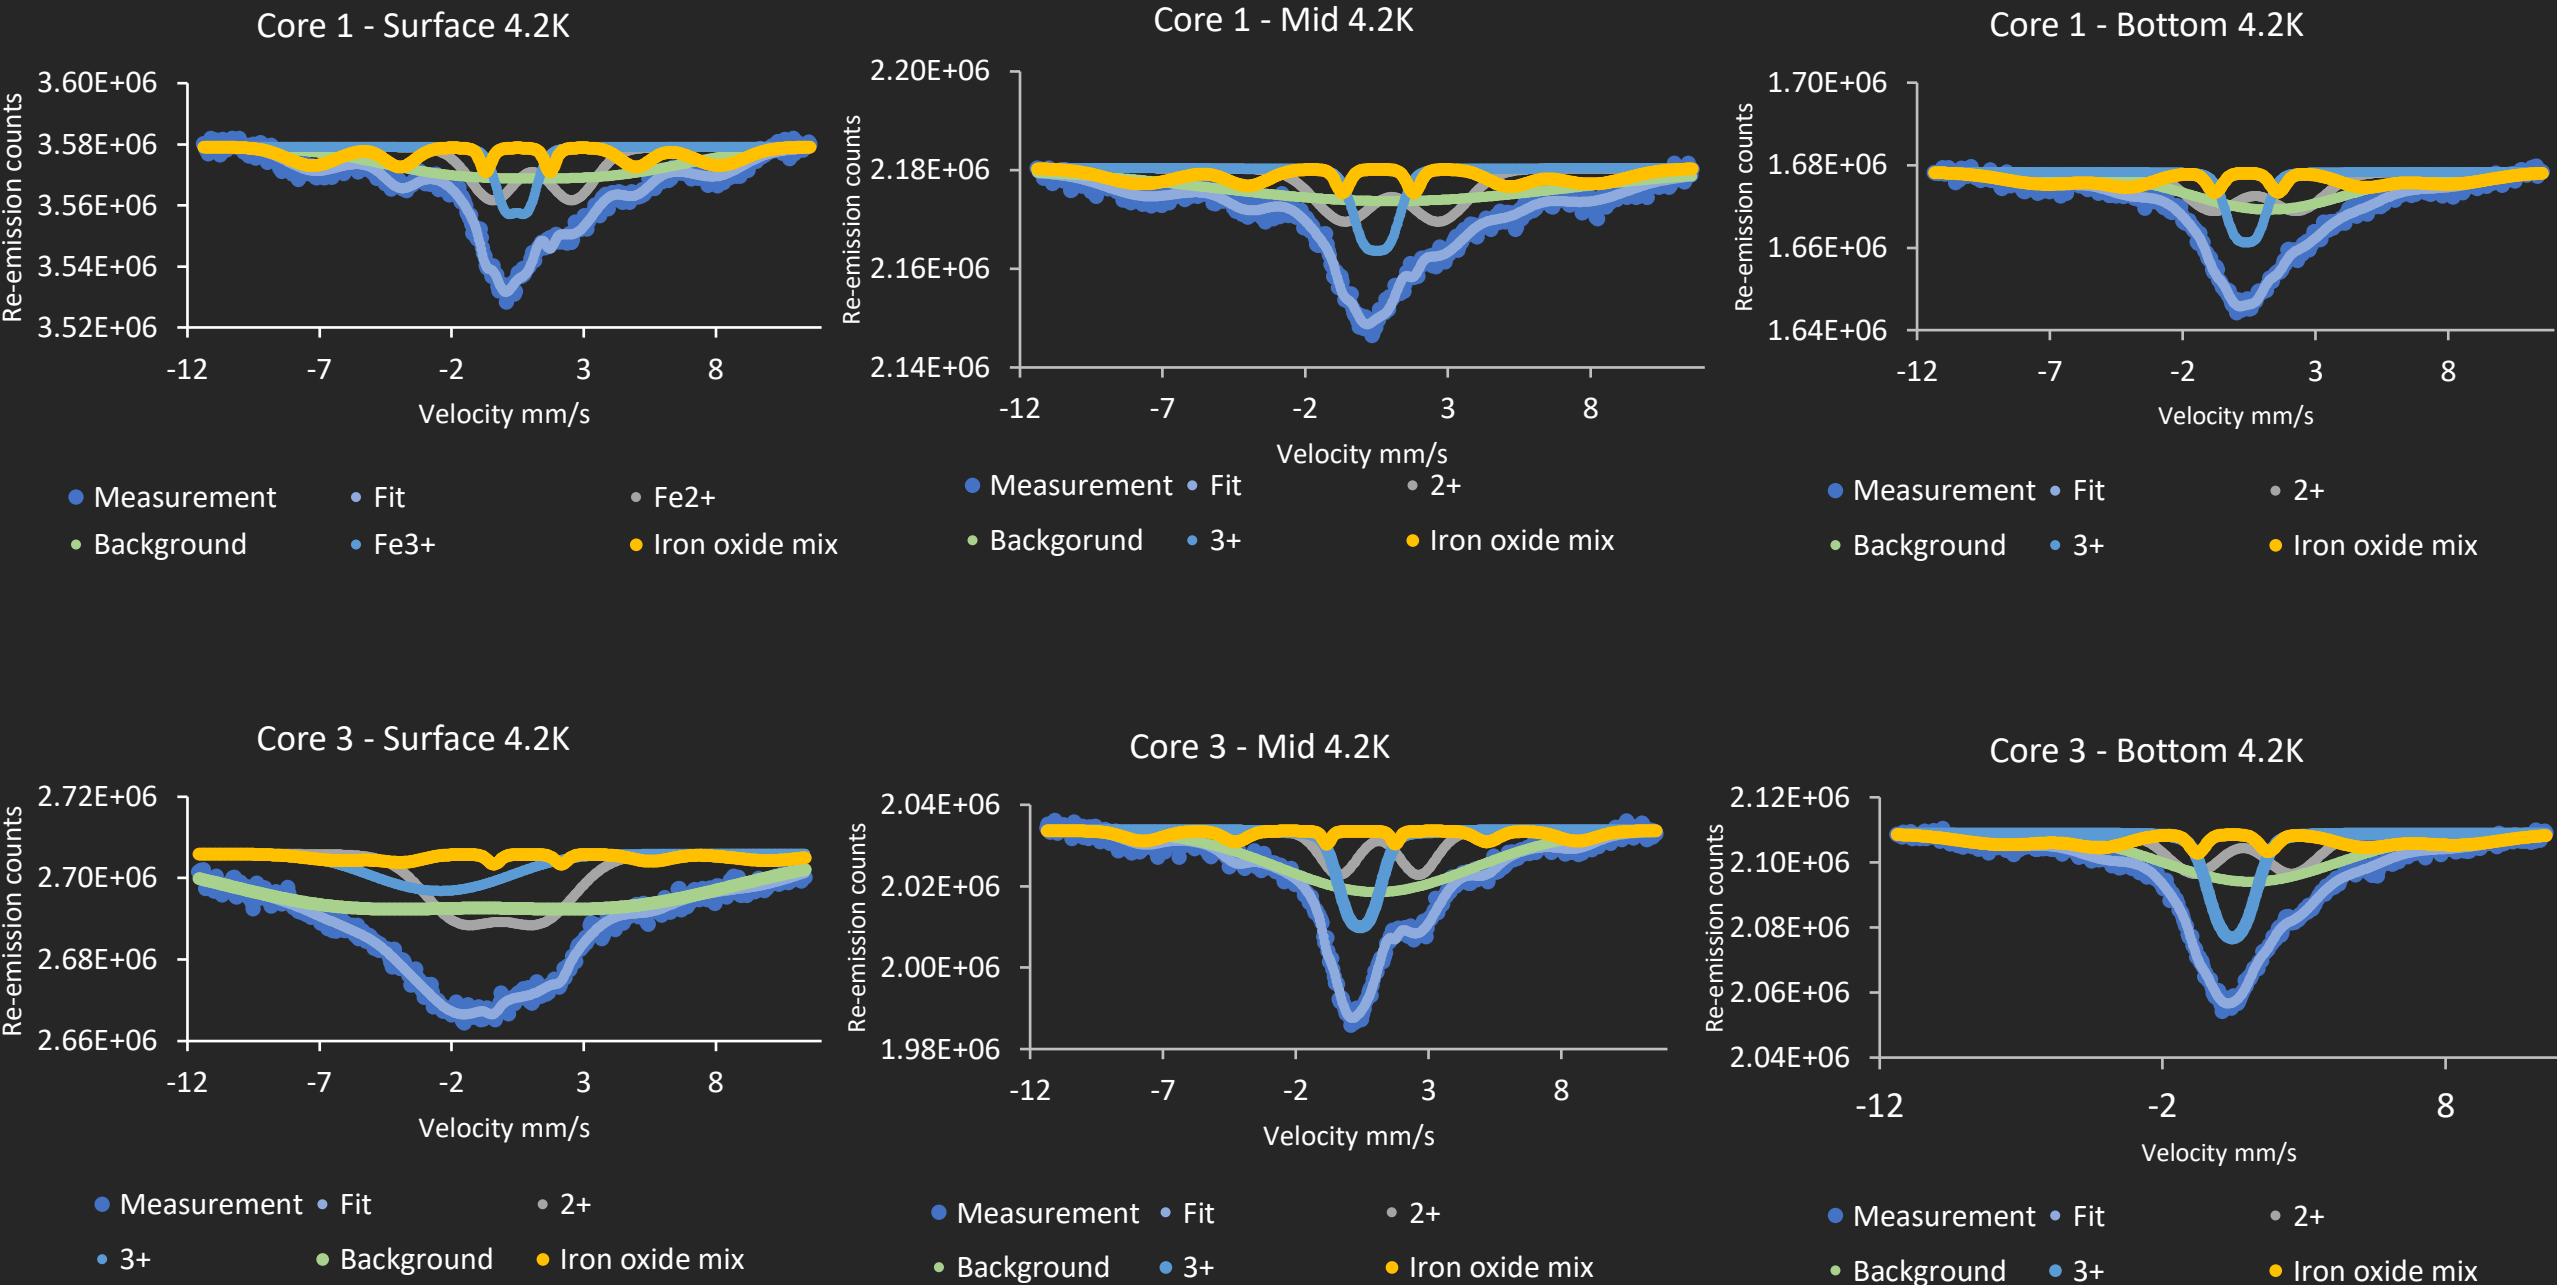 Core 1 - Surface 4.2K
Re-emission counts
3.60E+06
3.58E+06
3.56E+06
3.54E+06
3.52E+06
-12 -7 -2 3 8
Velocity mm/s
Measurement Fit Fe2+
Background Fe3+ Iron oxide mix
Core 1 - Mid 4.2K
Re-emission counts
2.20E+06
2.18E+06
2.16E+06
2.14E+06
-12 -7 -2 3 8
Velocity mm/s
Measurement Fit 2+
Backgorund 3+ Iron oxide mix
Core 1 - Bottom 4.2K
Re-emission counts
1.70E+06
1.68E+06
1.66E+06
1.64E+06
-12 -7 -2 3 8
Velocity mm/s
Measurement Fit 2+
Background 3+ Iron oxide mix
Core 3 - Surface 4.2K
Re-emission counts
2.72E+06
2.70E+06
2.68E+06
2.66E+06
-12 -7 -2 3 8
Velocity mm/s
Measurement Fit 2+
3+ Background Iron oxide mix
Core 3 - Mid 4.2K
Re-emission counts
2.04E+06
2.02E+06
2.00E+06
1.98E+06
-12 -7 -2 3 8
Velocity mm/s
Measurement Fit 2+
Background 3+ Iron oxide mix
Core 3 - Bottom 4.2K
Re-emission counts
2.12E+06
2.10E+06
2.08E+06
2.06E+06
2.04E+06
-12 -2 8
Velocity mm/s
Measurement Fit 2+
Background 3+ Iron oxide mix